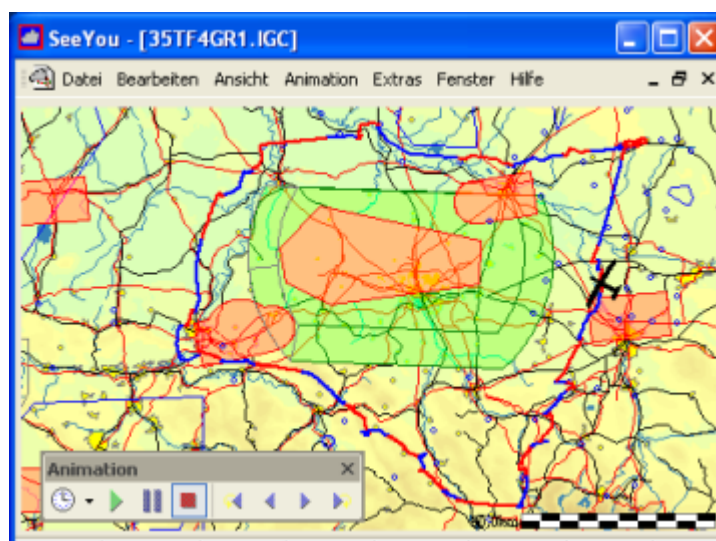 SeeYou - [35TF4GR1.IGC]
Datei Bearbeiten Ansicht Animation Extras Fenster Hilfe
Animation